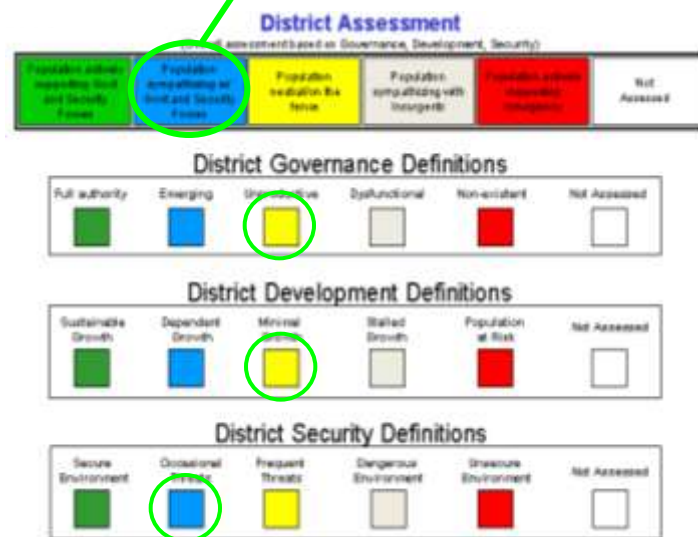 District Assessment
(Overall assessment based on Governance, Development, Security)
Population actively supporting Govt and Security Forces
Population sympathizing w/ Govt and Security Forces
Population neutral/on the fence
Population sympathizing with Insurgents
Population actively supporting insurgency
Not Assessed
District Governance Definitions
Full authority Emerging Unproductive Dysfunctional Non-existent Not Assessed
District Development Definitions
Sustainable Growth
Dependent Growth
Minimal Growth
Stalled Growth
Population at Risk
Not Assessed
District Security Definitions
Secure Environment
Occasional Threats
Frequent Threats
Dangerous Environment
Unsecure Environment
Not Assessed